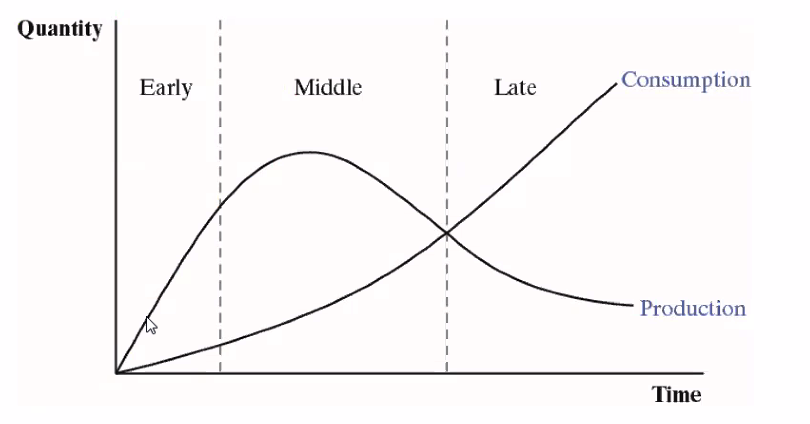 Quantity
Early
Middle
Late
Consumption
Production
Time